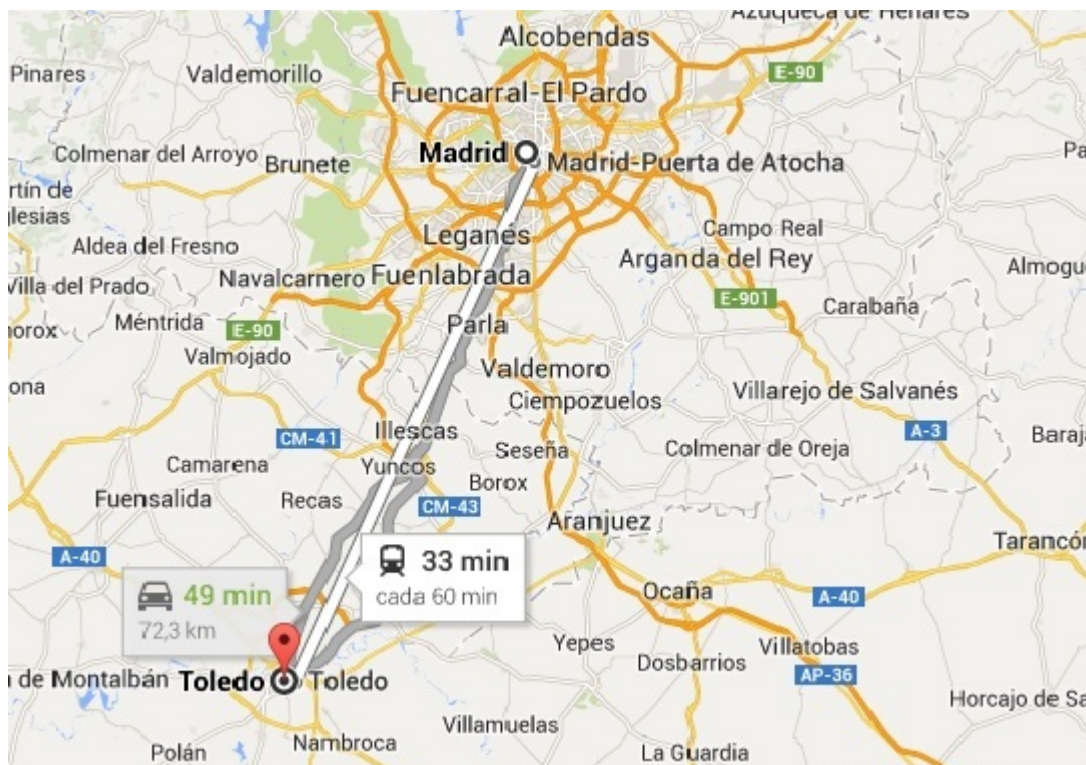 Azuqueca de Henares
Alcobendas
Pinares
Valdemorillo
E-90
Fuencarral-El Pardo
Colmenar del Arroyo
Brunete
Madrid
Madrid-Puerta de Atocha
Aldea del Fresno
Leganés
Campo Real
Navalcarnero
Fuenlabrada
Arganda del Rey
Villa del Prado
E-901
Carabaña
Méntrida
E-90
Parla
Valmojado
Valdemoro
Ciempozuelos
Villarejo de Salvanés
Illescas
A-3
CM-41
Seseña
Colmenar de Oreja
Camarena
Yuncos
Borox
Fuensalida
Recas
CM-43
Aranjuez
Tarancón
A-40
33 min
cada 60 min
49 min
72,3 km
Ocaña
A-40
Yepes
Dosbarrios
Villatobas
AP-36
de Montalbán
Toledo
Toledo
Villamuelas
Nambroca
Polán
La Guardia